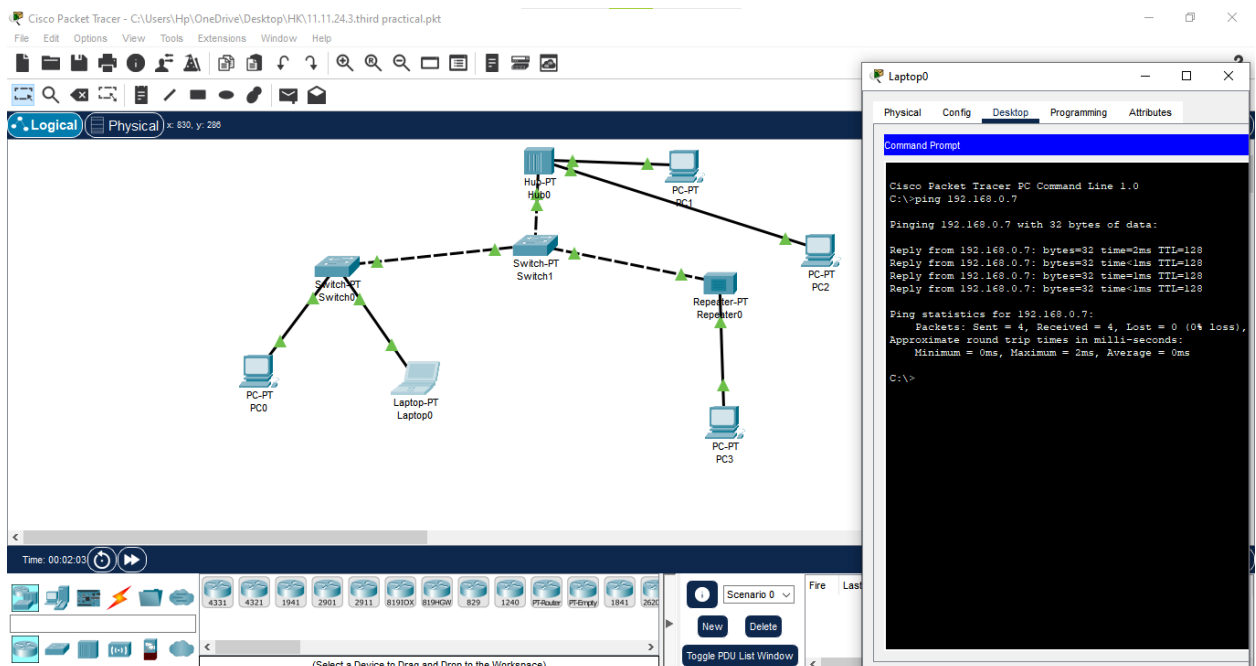 Cisco Packet Tracer - C:\Users\Hp\OneDrive\Desktop\HK\11.11.24.3.third practical.pkt
File Edit Options View Tools Extensions Window Help
Logical Physical x: 830, y: 286
Hub-PT
Hub0
PC-PT
PC1
Switch-PT
Switch1
PC-PT
PC2
Switch-PT
Switch0
Repeater-PT
Repeater0
PC-PT
PC0
Laptop-PT
Laptop0
PC-PT
PC3
Time: 00:02:03
4331 4321 1941 2901 2911 819IOX 819HGW 829 1240 PT-Router PT-Empty 1841 2620
(Select a Device to Drag and Drop to the Workspace)
Scenario 0
Fire Last
New Delete
Toggle PDU List Window
?
Laptop0
Physical Config Desktop Programming Attributes
Command Prompt
Cisco Packet Tracer PC Command Line 1.0
C:\>ping 192.168.0.7
Pinging 192.168.0.7 with 32 bytes of data:
Reply from 192.168.0.7: bytes=32 time=2ms TTL=128
Reply from 192.168.0.7: bytes=32 time<1ms TTL=128
Reply from 192.168.0.7: bytes=32 time=1ms TTL=128
Reply from 192.168.0.7: bytes=32 time<1ms TTL=128
Ping statistics for 192.168.0.7:
Packets: Sent = 4, Received = 4, Lost = 0 (0% loss),
Approximate round trip times in milli-seconds:
Minimum = 0ms, Maximum = 2ms, Average = 0ms
C:\>